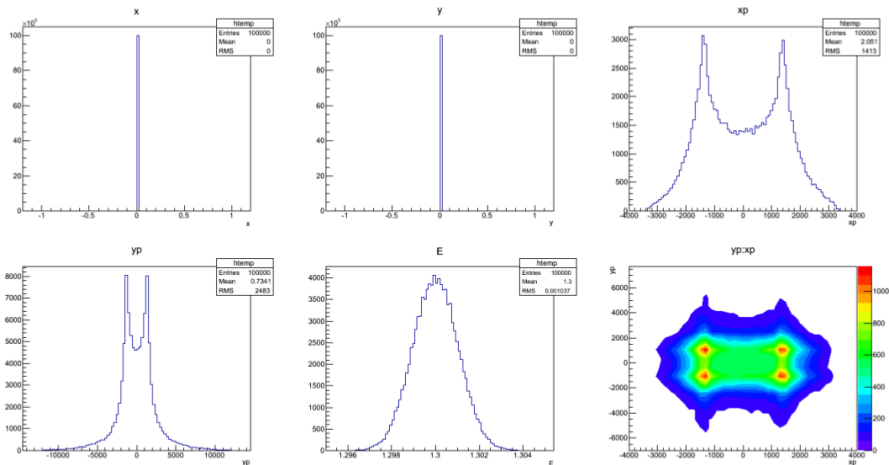 x
htemp
Entries 100000
Mean 0
RMS 0
×10³
100
80
60
40
20
0
-1 -0.5 0 0.5 1
x
y
htemp
Entries 100000
Mean 0
RMS 0
×10³
100
80
60
40
20
0
-1 -0.5 0 0.5 1
y
xp
htemp
Entries 100000
Mean 2.051
RMS 1413
3000
2500
2000
1500
1000
500
0
-4000 -3000 -2000 -1000 0 1000 2000 3000 4000
xp
yp
htemp
Entries 100000
Mean 0.7341
RMS 2483
8000
7000
6000
5000
4000
3000
2000
1000
0
-10000 -5000 0 5000 10000
yp
E
htemp
Entries 100000
Mean 1.3
RMS 0.001037
4000
3500
3000
2500
2000
1500
1000
500
0
1.296 1.298 1.3 1.302 1.304
E
yp:xp
yp
6000
4000
2000
0
-2000
-4000
-6000
-4000 -3000 -2000 -1000 0 1000 2000 3000 4000
xp
1000
800
600
400
200
0